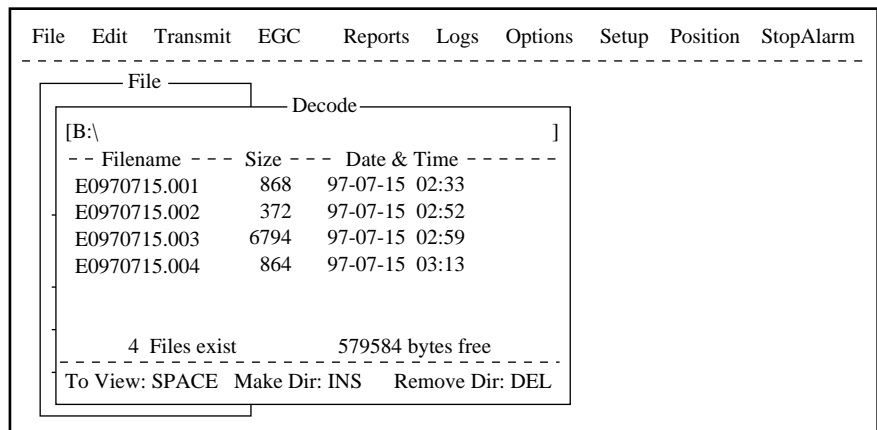 File Edit Transmit EGC Reports Logs Options Setup Position StopAlarm
File
Decode
[B:\ ]
Filename Size Date & Time
E0970715.001 868 97-07-15 02:33
E0970715.002 372 97-07-15 02:52
E0970715.003 6794 97-07-15 02:59
E0970715.004 864 97-07-15 03:13
4 Files exist 579584 bytes free
To View: SPACE Make Dir: INS Remove Dir: DEL